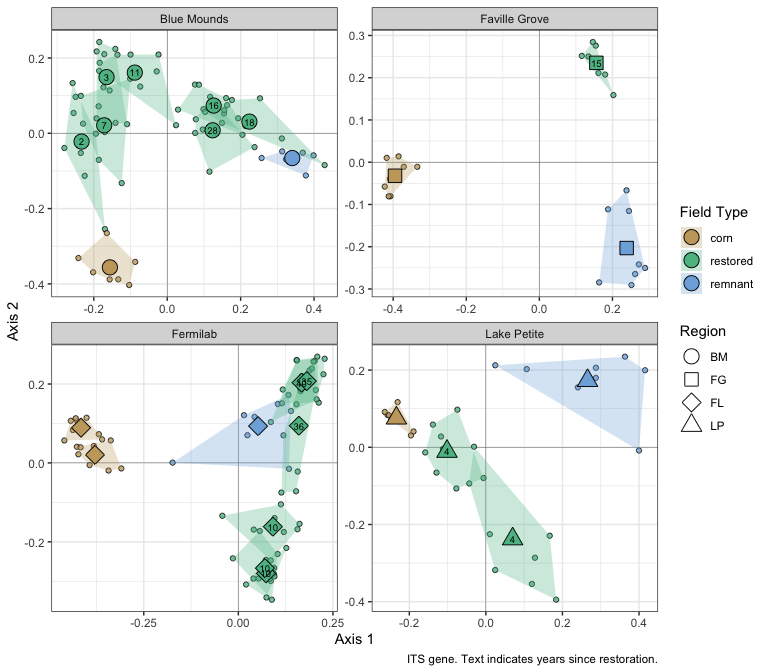 Blue Mounds
Faville Grove
0.2
0.0
-0.2
-0.4
3
11
7
2
16
28
18
-0.2
0.0
0.2
0.4
0.3
0.2
0.1
0.0
-0.1
-0.2
-0.3
15
-0.4
-0.2
0.0
0.2
Fermilab
Lake Petite
0.2
0.0
-0.2
36
10
10
-0.25
0.00
0.25
0.2
0.0
-0.2
-0.4
4
4
-0.2
0.0
0.2
0.4
Axis 2
Axis 1
Field Type
corn
restored
remnant
Region
BM
FG
FL
LP
ITS gene. Text indicates years since restoration.